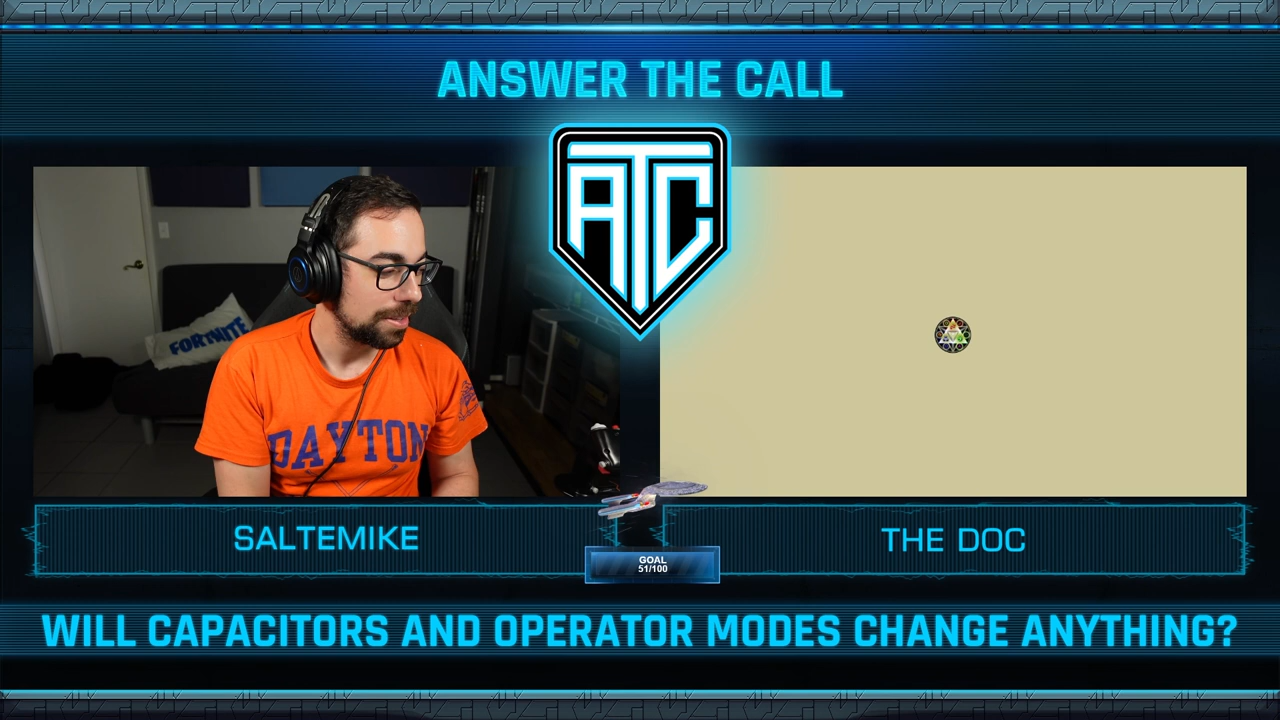 ANSWER THE CALL
ATC
FORTNITE
DAYTON
SALTEMIKE
THE DOC
GOAL
51/100
WILL CAPACITORS AND OPERATOR MODES CHANGE ANYTHING?